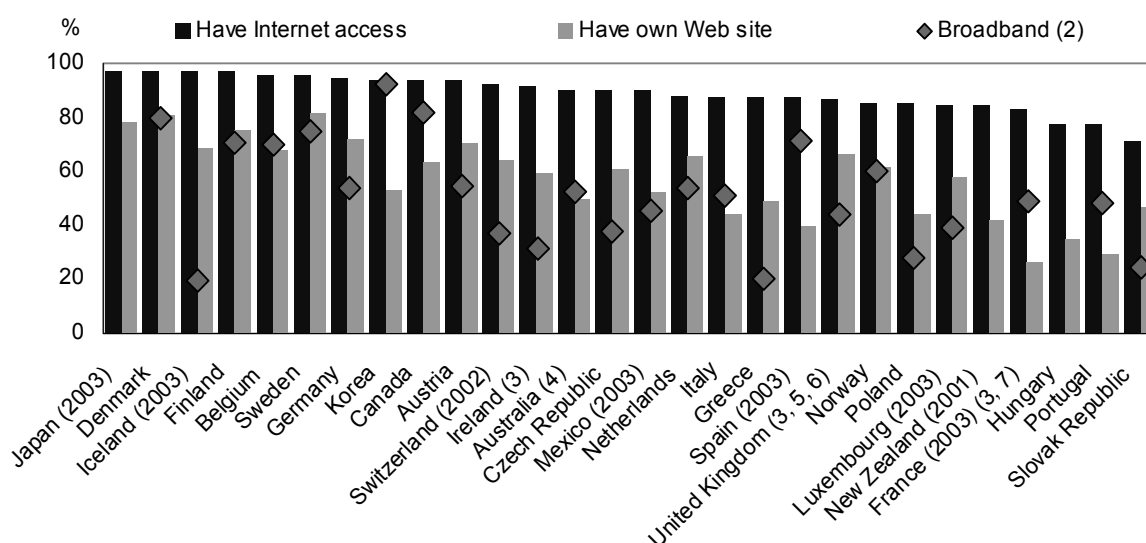 %
Have Internet access
Have own Web site
Broadband (2)
100
80
60
40
20
0
Japan (2003)
Denmark
Iceland (2003)
Finland
Belgium
Sweden
Germany
Korea
Canada
Austria
Switzerland (2002)
Ireland (3)
Australia (4)
Czech Republic
Mexico (2003)
Netherlands
Italy
Greece
Spain (2003)
United Kingdom (3, 5, 6)
Norway
Poland
Luxembourg (2003)
New Zealand (2001)
France (2003) (3, 7)
Hungary
Portugal
Slovak Republic